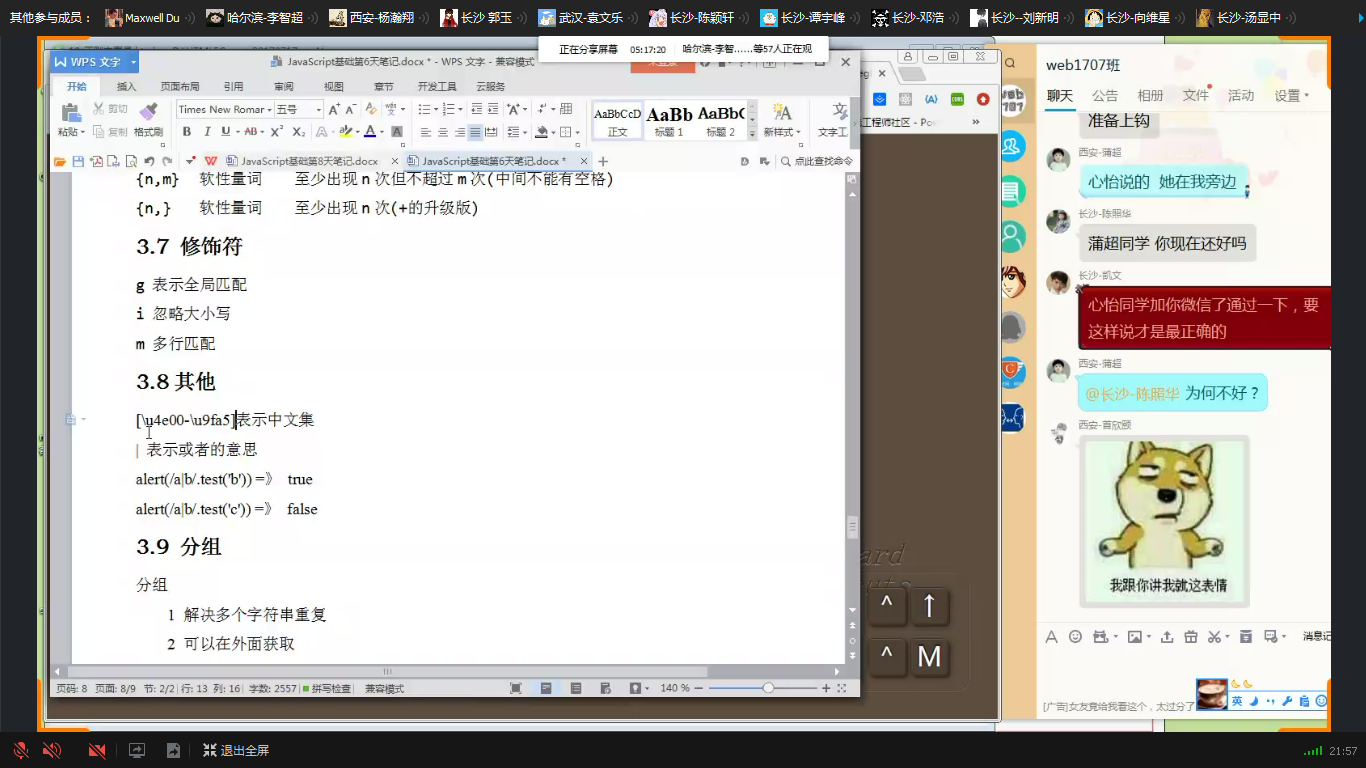 其他参与成员：
Maxwell Du
哈尔滨-李智超
西安-杨瀚翔
长沙 郭玉
武汉-袁文乐
长沙-陈颖轩
长沙-谭宇峰
长沙-邓浩
长沙--刘新明
长沙-向维星
长沙-汤显中
正在分享屏幕 05:17:20 哈尔滨-李智......等57人正在观
WPS 文字
JavaScript基础第6天笔记.docx * - WPS 文字 - 兼容模式
开始 插入 页面布局 引用 审阅 视图 章节 开发工具 云服务
粘贴 剪切 复制 格式刷
Times New Romar 五号
AaBbCcD AaBb AaBbC
正文 标题 1 标题 2 新样式 文字工
JavaScript基础第8天笔记.docx
JavaScript基础第6天笔记.docx *
点此查找命令
{n,m} 软性量词 至少出现 n 次但不超过 m 次(中间不能有空格)
{n,} 软性量词 至少出现 n 次(+的升级版)
3.7 修饰符
g 表示全局匹配
i 忽略大小写
m 多行匹配
3.8 其他
[\u4e00-\u9fa5]表示中文集
| 表示或者的意思
alert(/a|b/.test('b')) =》 true
alert(/a|b/.test('c')) =》 false
3.9 分组
分组
1 解决多个字符串重复
2 可以在外面获取
页码: 8 页面: 8/9 节: 2/2 行: 13 列: 16 字数: 2557 拼写检查 兼容模式
140 %
工程师社区 - Po
^ ↑
^ M
web1707班
聊天 公告 相册 文件 活动 设置
准备上钩
西安-蒲超
心怡说的 她在我旁边
长沙-陈照华
蒲超同学 你现在还好吗
长沙-凯文
心怡同学加你微信了通过一下，要
这样说才是最正确的
西安-蒲超
@长沙-陈照华 为何不好？
西安-首欣颐
我跟你讲我就这表情
消息记
[广告]女友竟给我看这个，太过分了
英
退出全屏
21:57